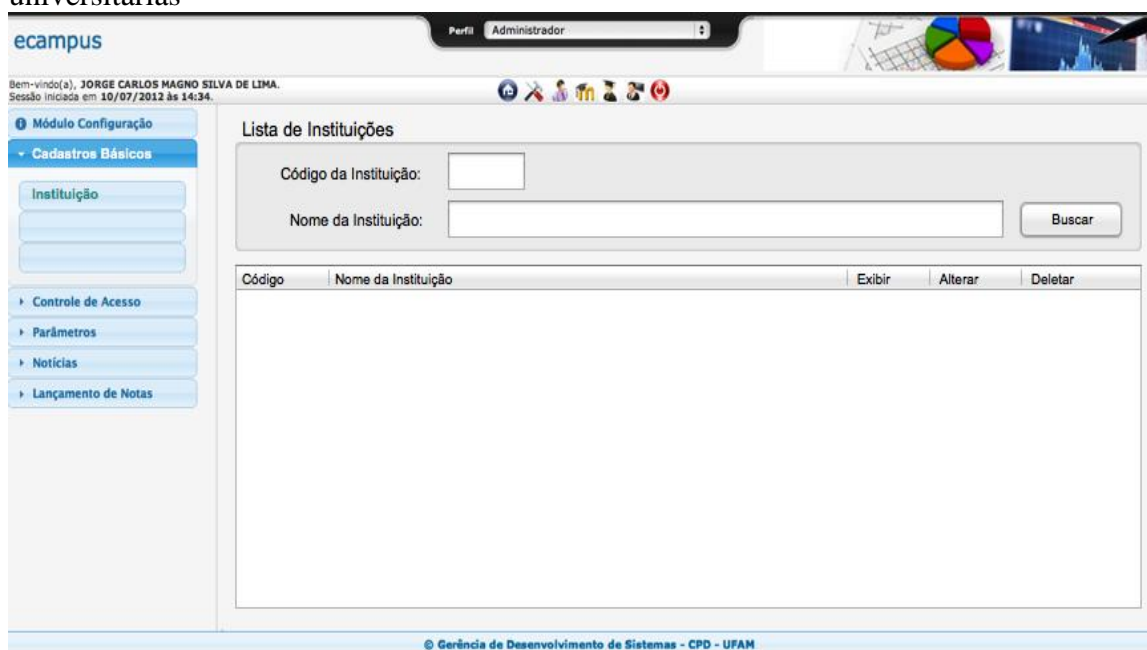 universitárias
ecampus
Perfil Administrador
Bem-vindo(a), JORGE CARLOS MAGNO SILVA DE LIMA.
Sessão iniciada em 10/07/2012 às 14:34.
Módulo Configuração
Cadastros Básicos
Instituição
Controle de Acesso
Parâmetros
Notícias
Lançamento de Notas
Lista de Instituições
Código da Instituição:
Nome da Instituição:
Buscar
Código Nome da Instituição Exibir Alterar Deletar
© Gerência de Desenvolvimento de Sistemas - CPD - UFAM